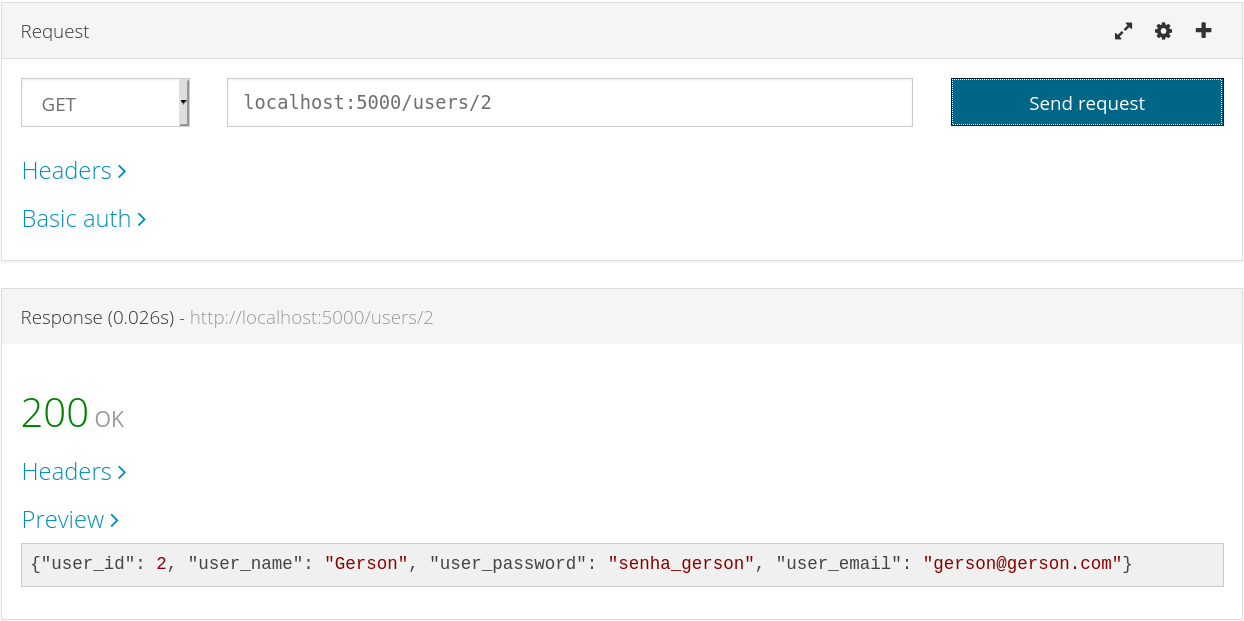 Request
GET localhost:5000/users/2 Send request
Headers
Basic auth
Response (0.026s) - http://localhost:5000/users/2
200 OK
Headers
Preview
{"user_id": 2, "user_name": "Gerson", "user_password": "senha_gerson", "user_email": "gerson@gerson.com"}